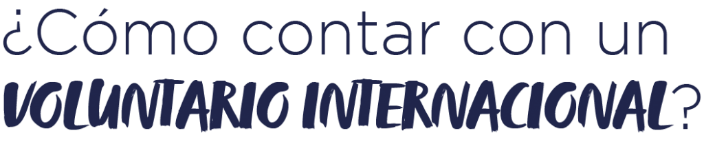 ¿Cómo contar con un
VOLUNTARIO INTERNACIONAL?